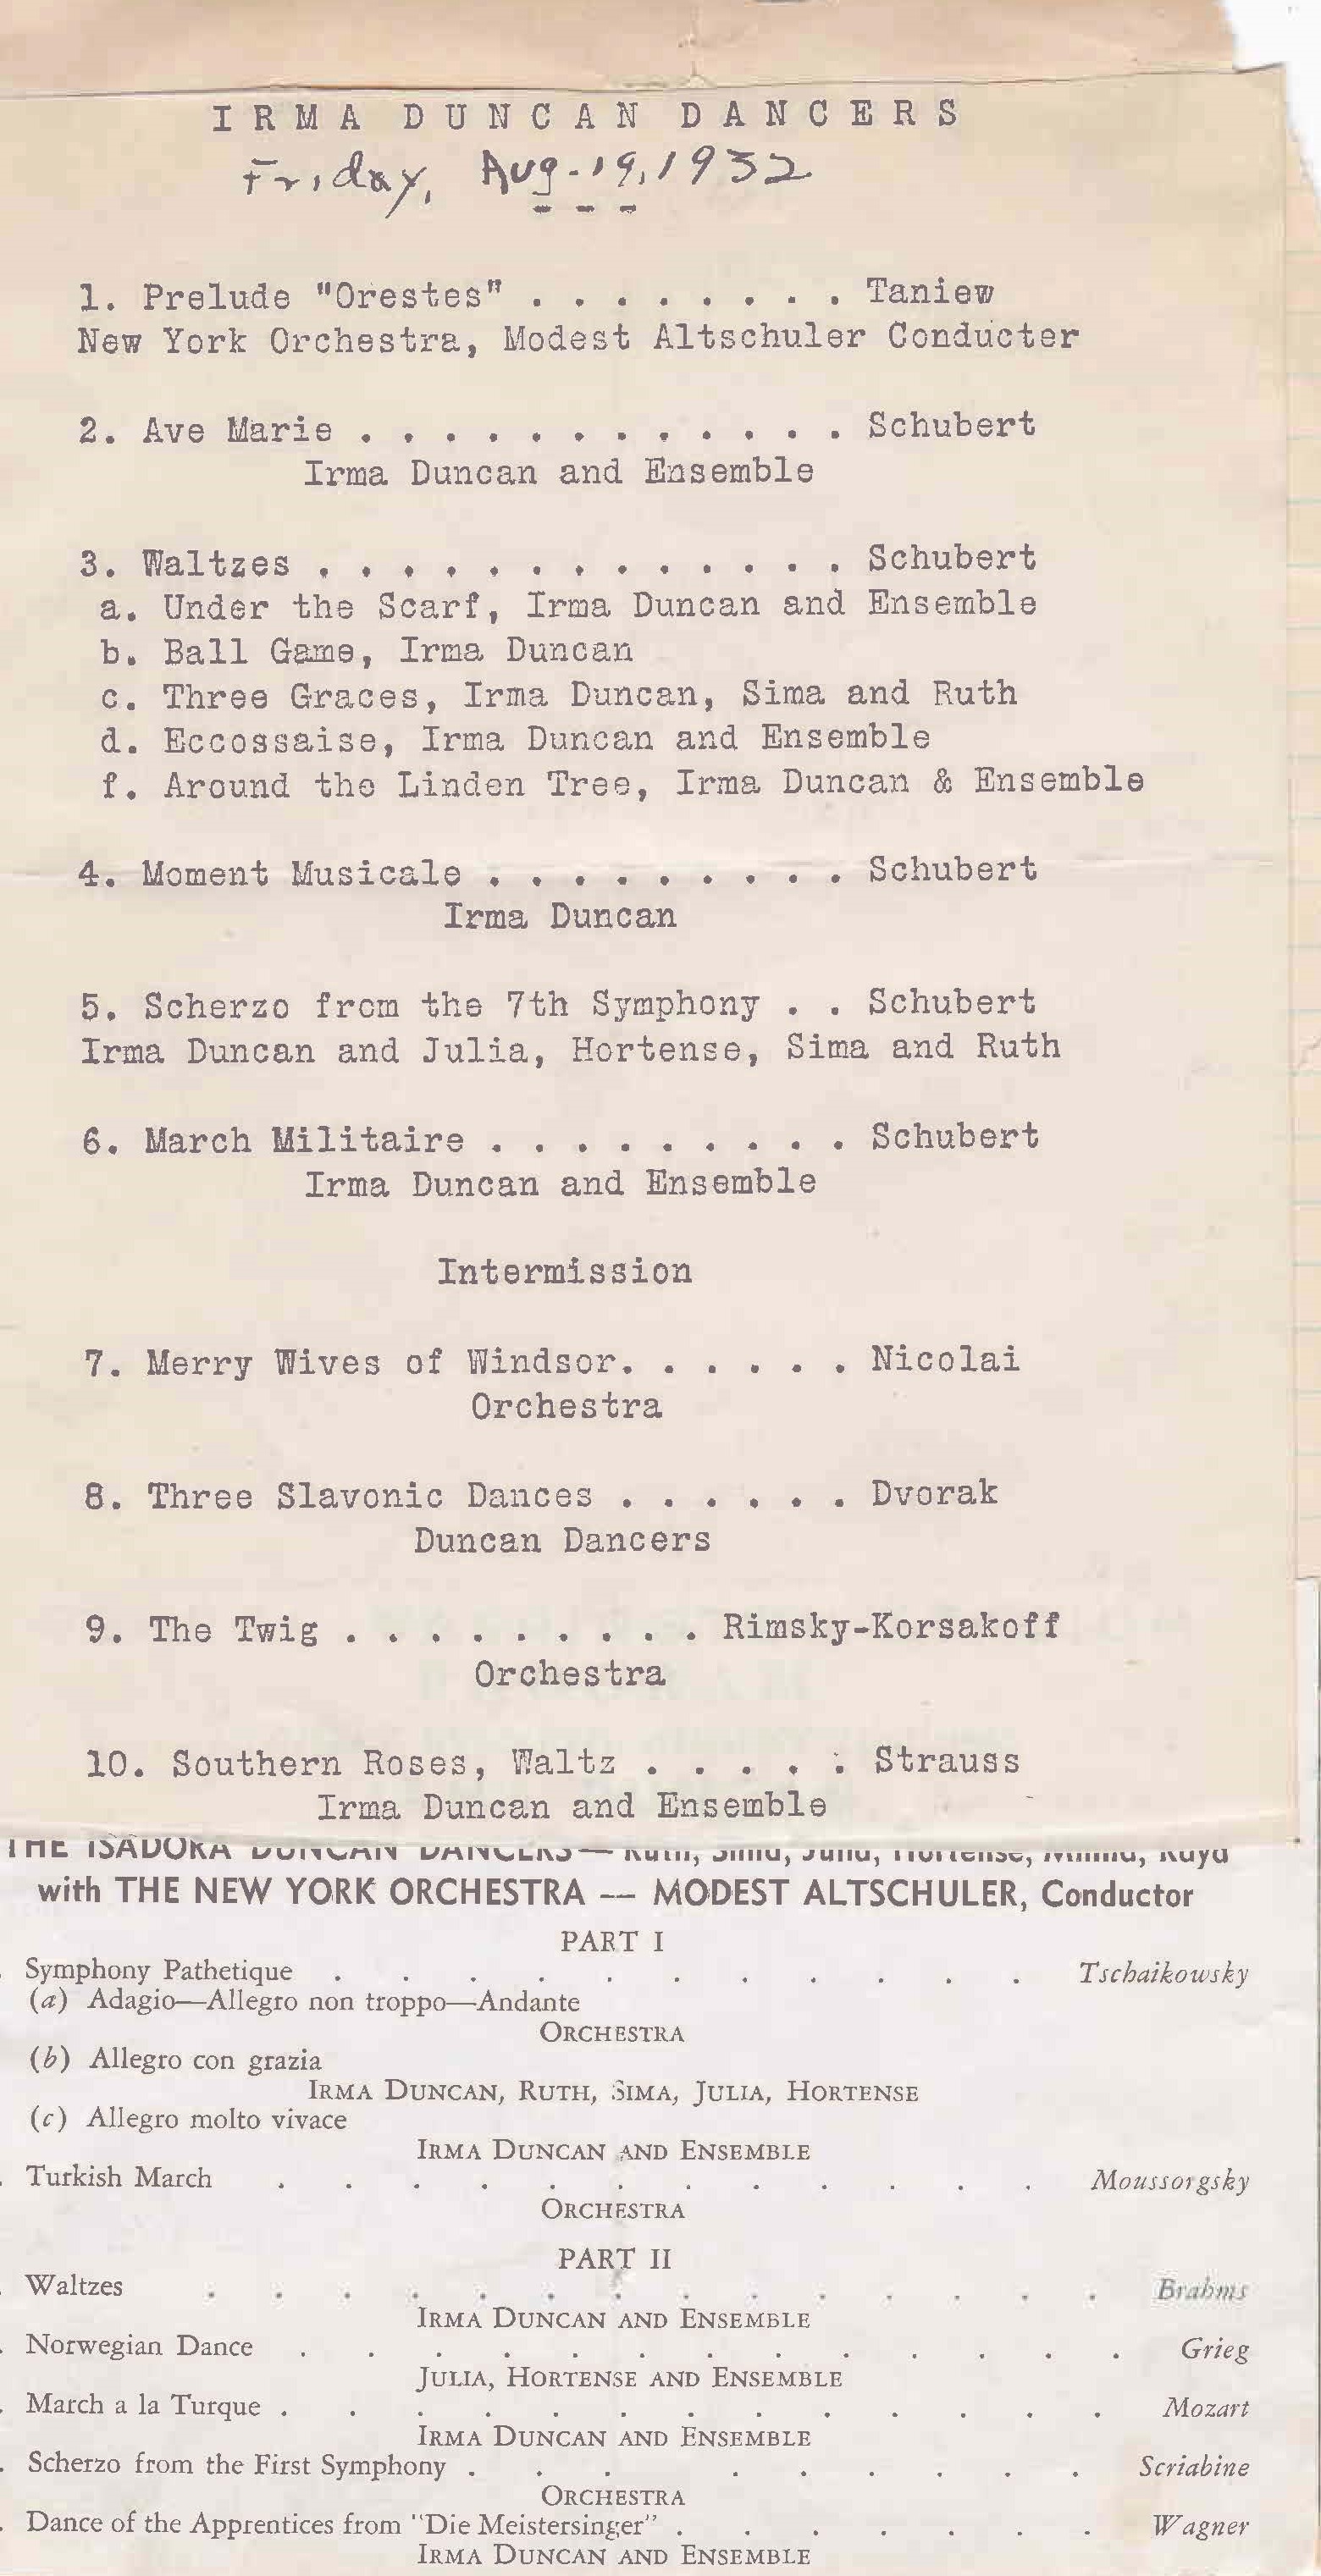 IRMA DUNCAN DANCERS
Friday, Aug. 19, 1932
- - -
1. Prelude "Orestes" . . . . . . . . Taniew
New York Orchestra, Modest Altschuler Conducter
2. Ave Marie . . . . . . . . . . . . Schubert
Irma Duncan and Ensemble
3. Waltzes . . . . . . . . . . . . . Schubert
a. Under the Scarf, Irma Duncan and Ensemble
b. Ball Game, Irma Duncan
c. Three Graces, Irma Duncan, Sima and Ruth
d. Eccossaise, Irma Duncan and Ensemble
f. Around the Linden Tree, Irma Duncan & Ensemble
4. Moment Musicale . . . . . . . . . Schubert
Irma Duncan
5. Scherzo from the 7th Symphony . . Schubert
Irma Duncan and Julia, Hortense, Sima and Ruth
6. March Militaire . . . . . . . . . Schubert
Irma Duncan and Ensemble
Intermission
7. Merry Wives of Windsor. . . . . . Nicolai
Orchestra
8. Three Slavonic Dances . . . . . . Dvorak
Duncan Dancers
9. The Twig . . . . . . . . . Rimsky-Korsakoff
Orchestra
10. Southern Roses, Waltz . . . . : Strauss
Irma Duncan and Ensemble
THE ISADORA DUNCAN DANCERS — Ruth, Sima, Julia, Hortense,
with THE NEW YORK ORCHESTRA — MODEST ALTSCHULER, Conductor
PART I
Symphony Pathetique . . . . . . . . . . . Tschaikowsky
(a) Adagio—Allegro non troppo—Andante
ORCHESTRA
(b) Allegro con grazia
IRMA DUNCAN, RUTH, SIMA, JULIA, HORTENSE
(c) Allegro molto vivace
IRMA DUNCAN AND ENSEMBLE
Turkish March . . . . . . . . . . . . Moussorgsky
ORCHESTRA
PART II
Waltzes . . . . . . . . . . . . . . Brahms
IRMA DUNCAN AND ENSEMBLE
Norwegian Dance . . . . . . . . . . . . . Grieg
JULIA, HORTENSE AND ENSEMBLE
March a la Turque . . . . . . . . . . . . . Mozart
IRMA DUNCAN AND ENSEMBLE
Scherzo from the First Symphony . . . . . . . . . Scriabine
ORCHESTRA
Dance of the Apprentices from "Die Meistersinger" . . . . . . . Wagner
IRMA DUNCAN AND ENSEMBLE